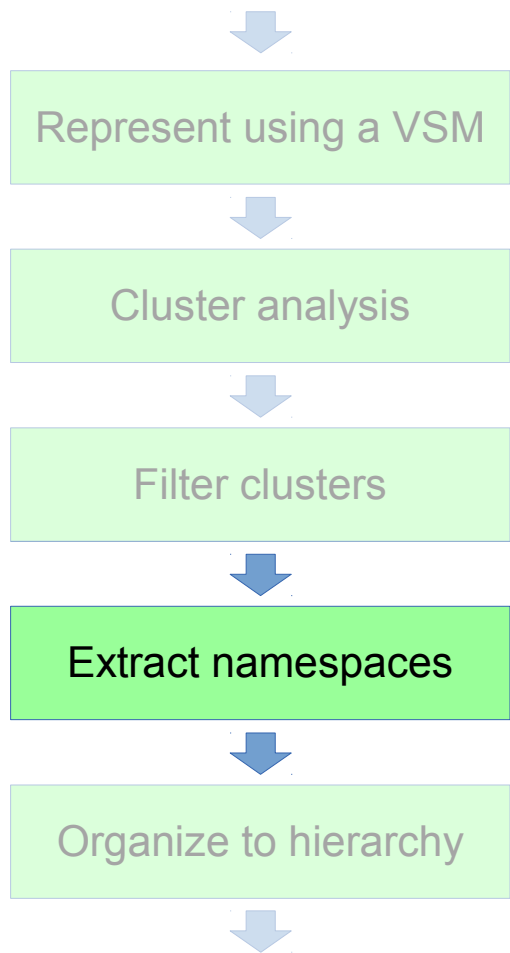 Represent using a VSM
Cluster analysis
Filter clusters
Extract namespaces
Organize to hierarchy